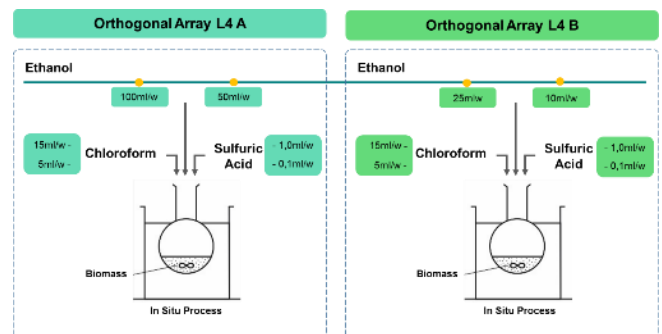 Orthogonal Array L4 A
Ethanol
100ml/w
50ml/w
15ml/w -
5ml/w -
Chloroform
Sulfuric
Acid
- 1,0ml/w
- 0,1ml/w
Biomass
In Situ Process
Orthogonal Array L4 B
Ethanol
25ml/w
10ml/w
15ml/w -
5ml/w -
Chloroform
Sulfuric
Acid
- 1,0ml/w
- 0,1ml/w
Biomass
In Situ Process